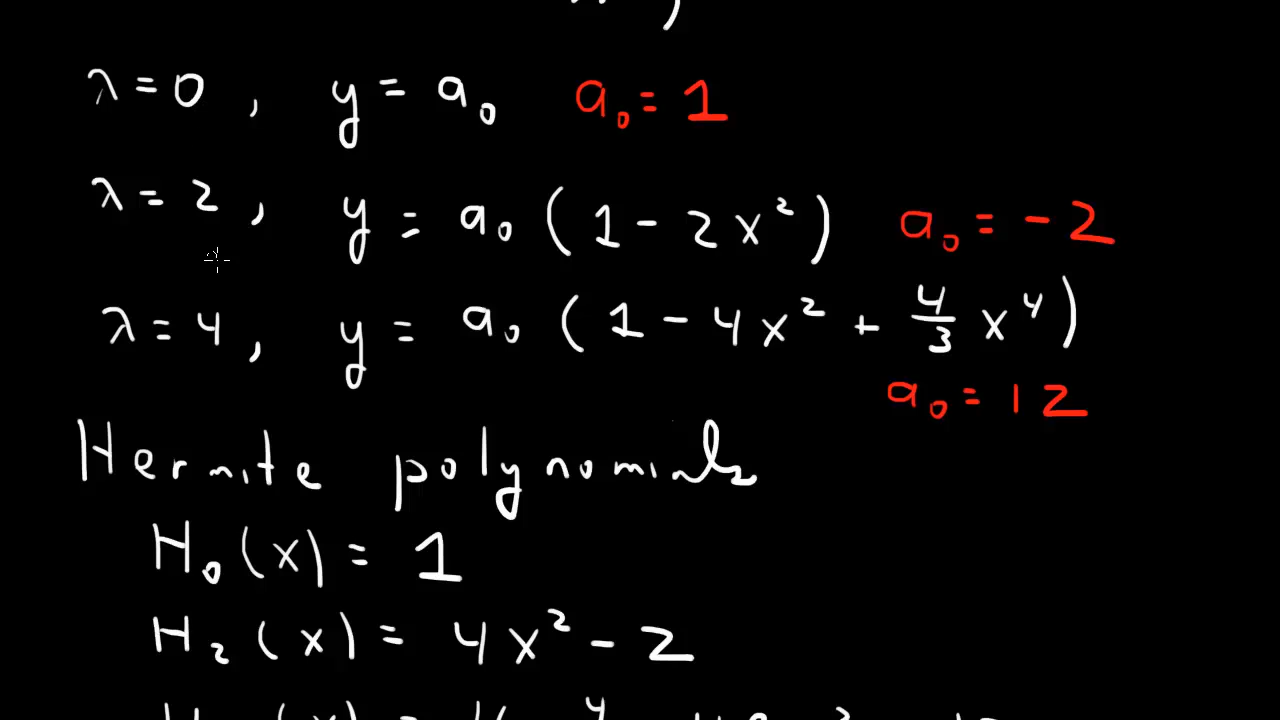 λ = 0 , y = a₀ a₀ = 1
λ = 2 , y = a₀ ( 1 - 2x² ) a₀ = -2
λ = 4 , y = a₀ ( 1 - 4x² + 4/3 x⁴ )
a₀ = 12
Hermite polynomials
H₀(x) = 1
H₂(x) = 4x² - 2